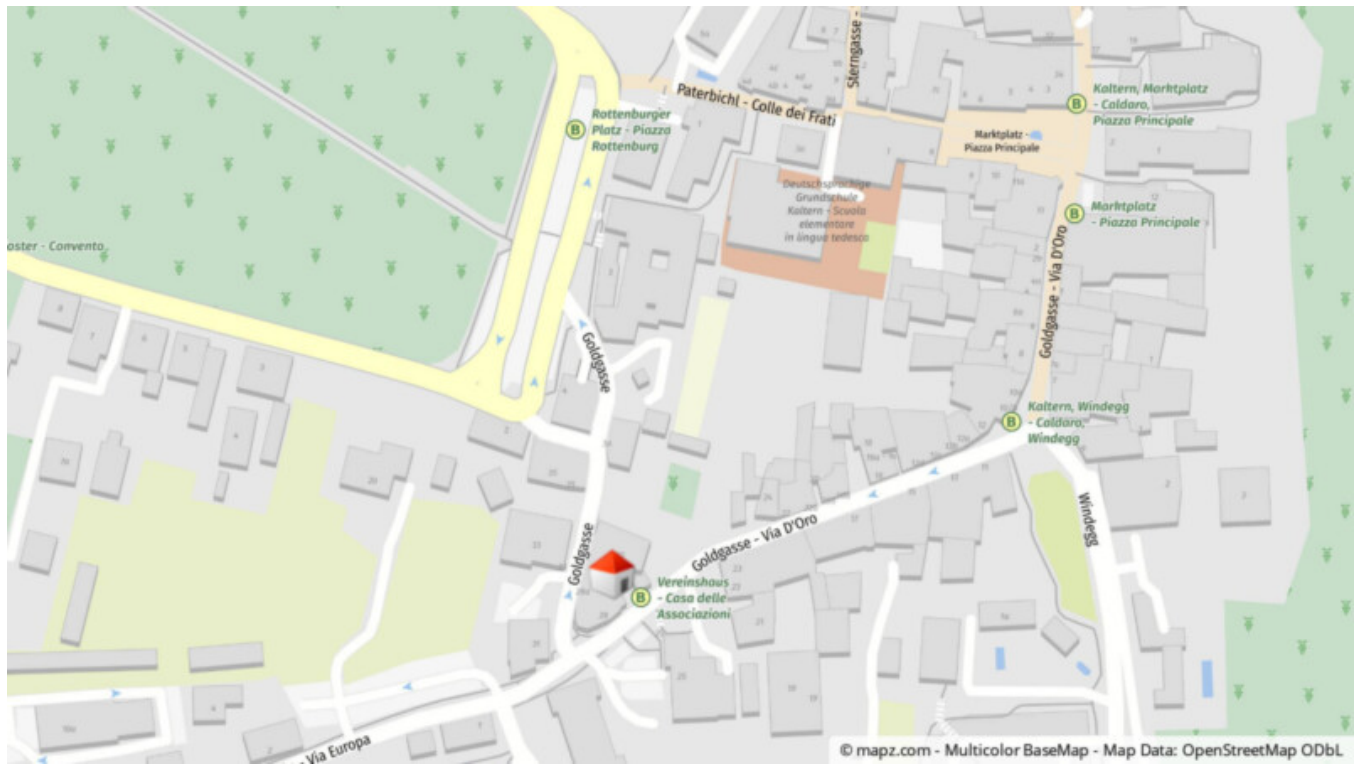 Sterngasse -
Paterbichl - Colle dei Frati
Rottenburger
Platz - Piazza
Rottenburg
Kaltern, Marktplatz
- Caldaro,
Piazza Principale
Marktplatz -
Piazza Principale
Deutschsprachige
Grundschule
Kaltern - Scuola
elementare
in lingua tedesca
Marktplatz
- Piazza Principale
oster - Convento
Goldgasse - Via D'Oro
Goldgasse
Kaltern, Windegg
- Caldaro,
Windegg
Windegg
Goldgasse - Via D'Oro
Goldgasse
Vereinshaus
- Casa delle
Associazioni
- Via Europa
© mapz.com - Multicolor BaseMap - Map Data: OpenStreetMap ODbL